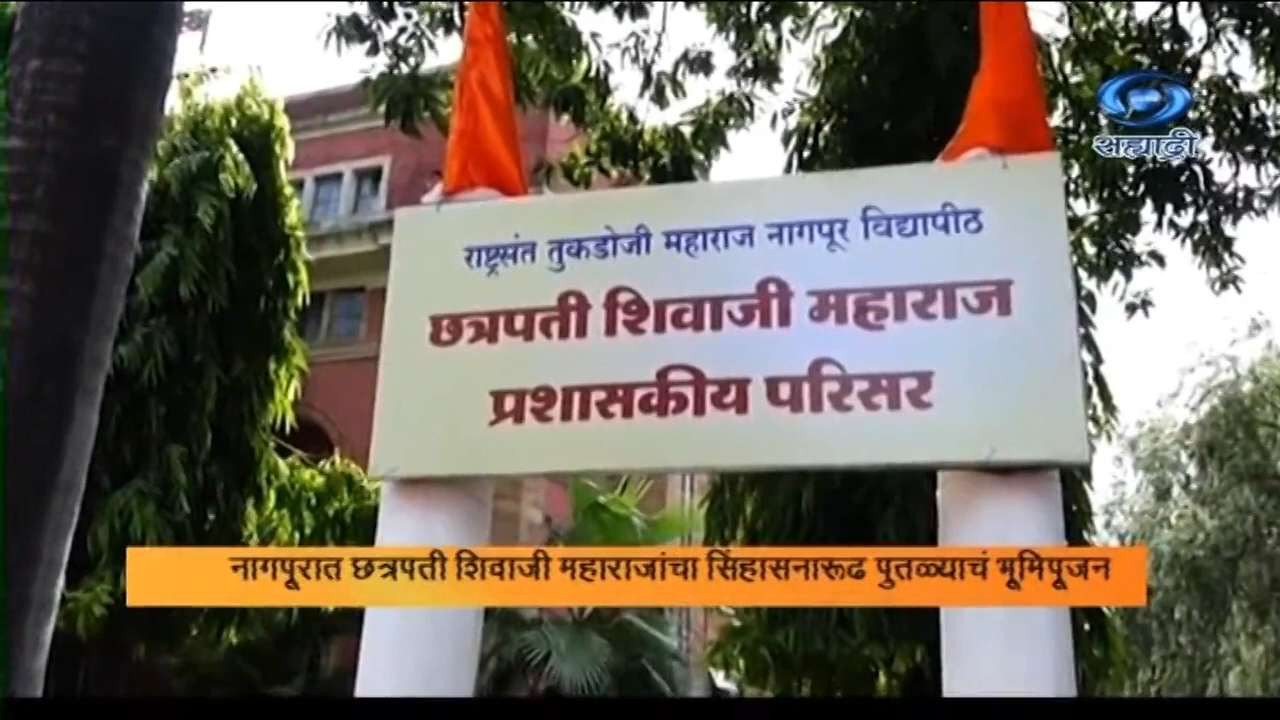 सह्याद्री
राष्ट्रसंत तुकडोजी महाराज नागपूर विद्यापीठ
छत्रपती शिवाजी महाराज
प्रशासकीय परिसर
नागपूरात छत्रपती शिवाजी महाराजांचा सिंहासनारूढ पुतळ्याचं भूमिपूजन